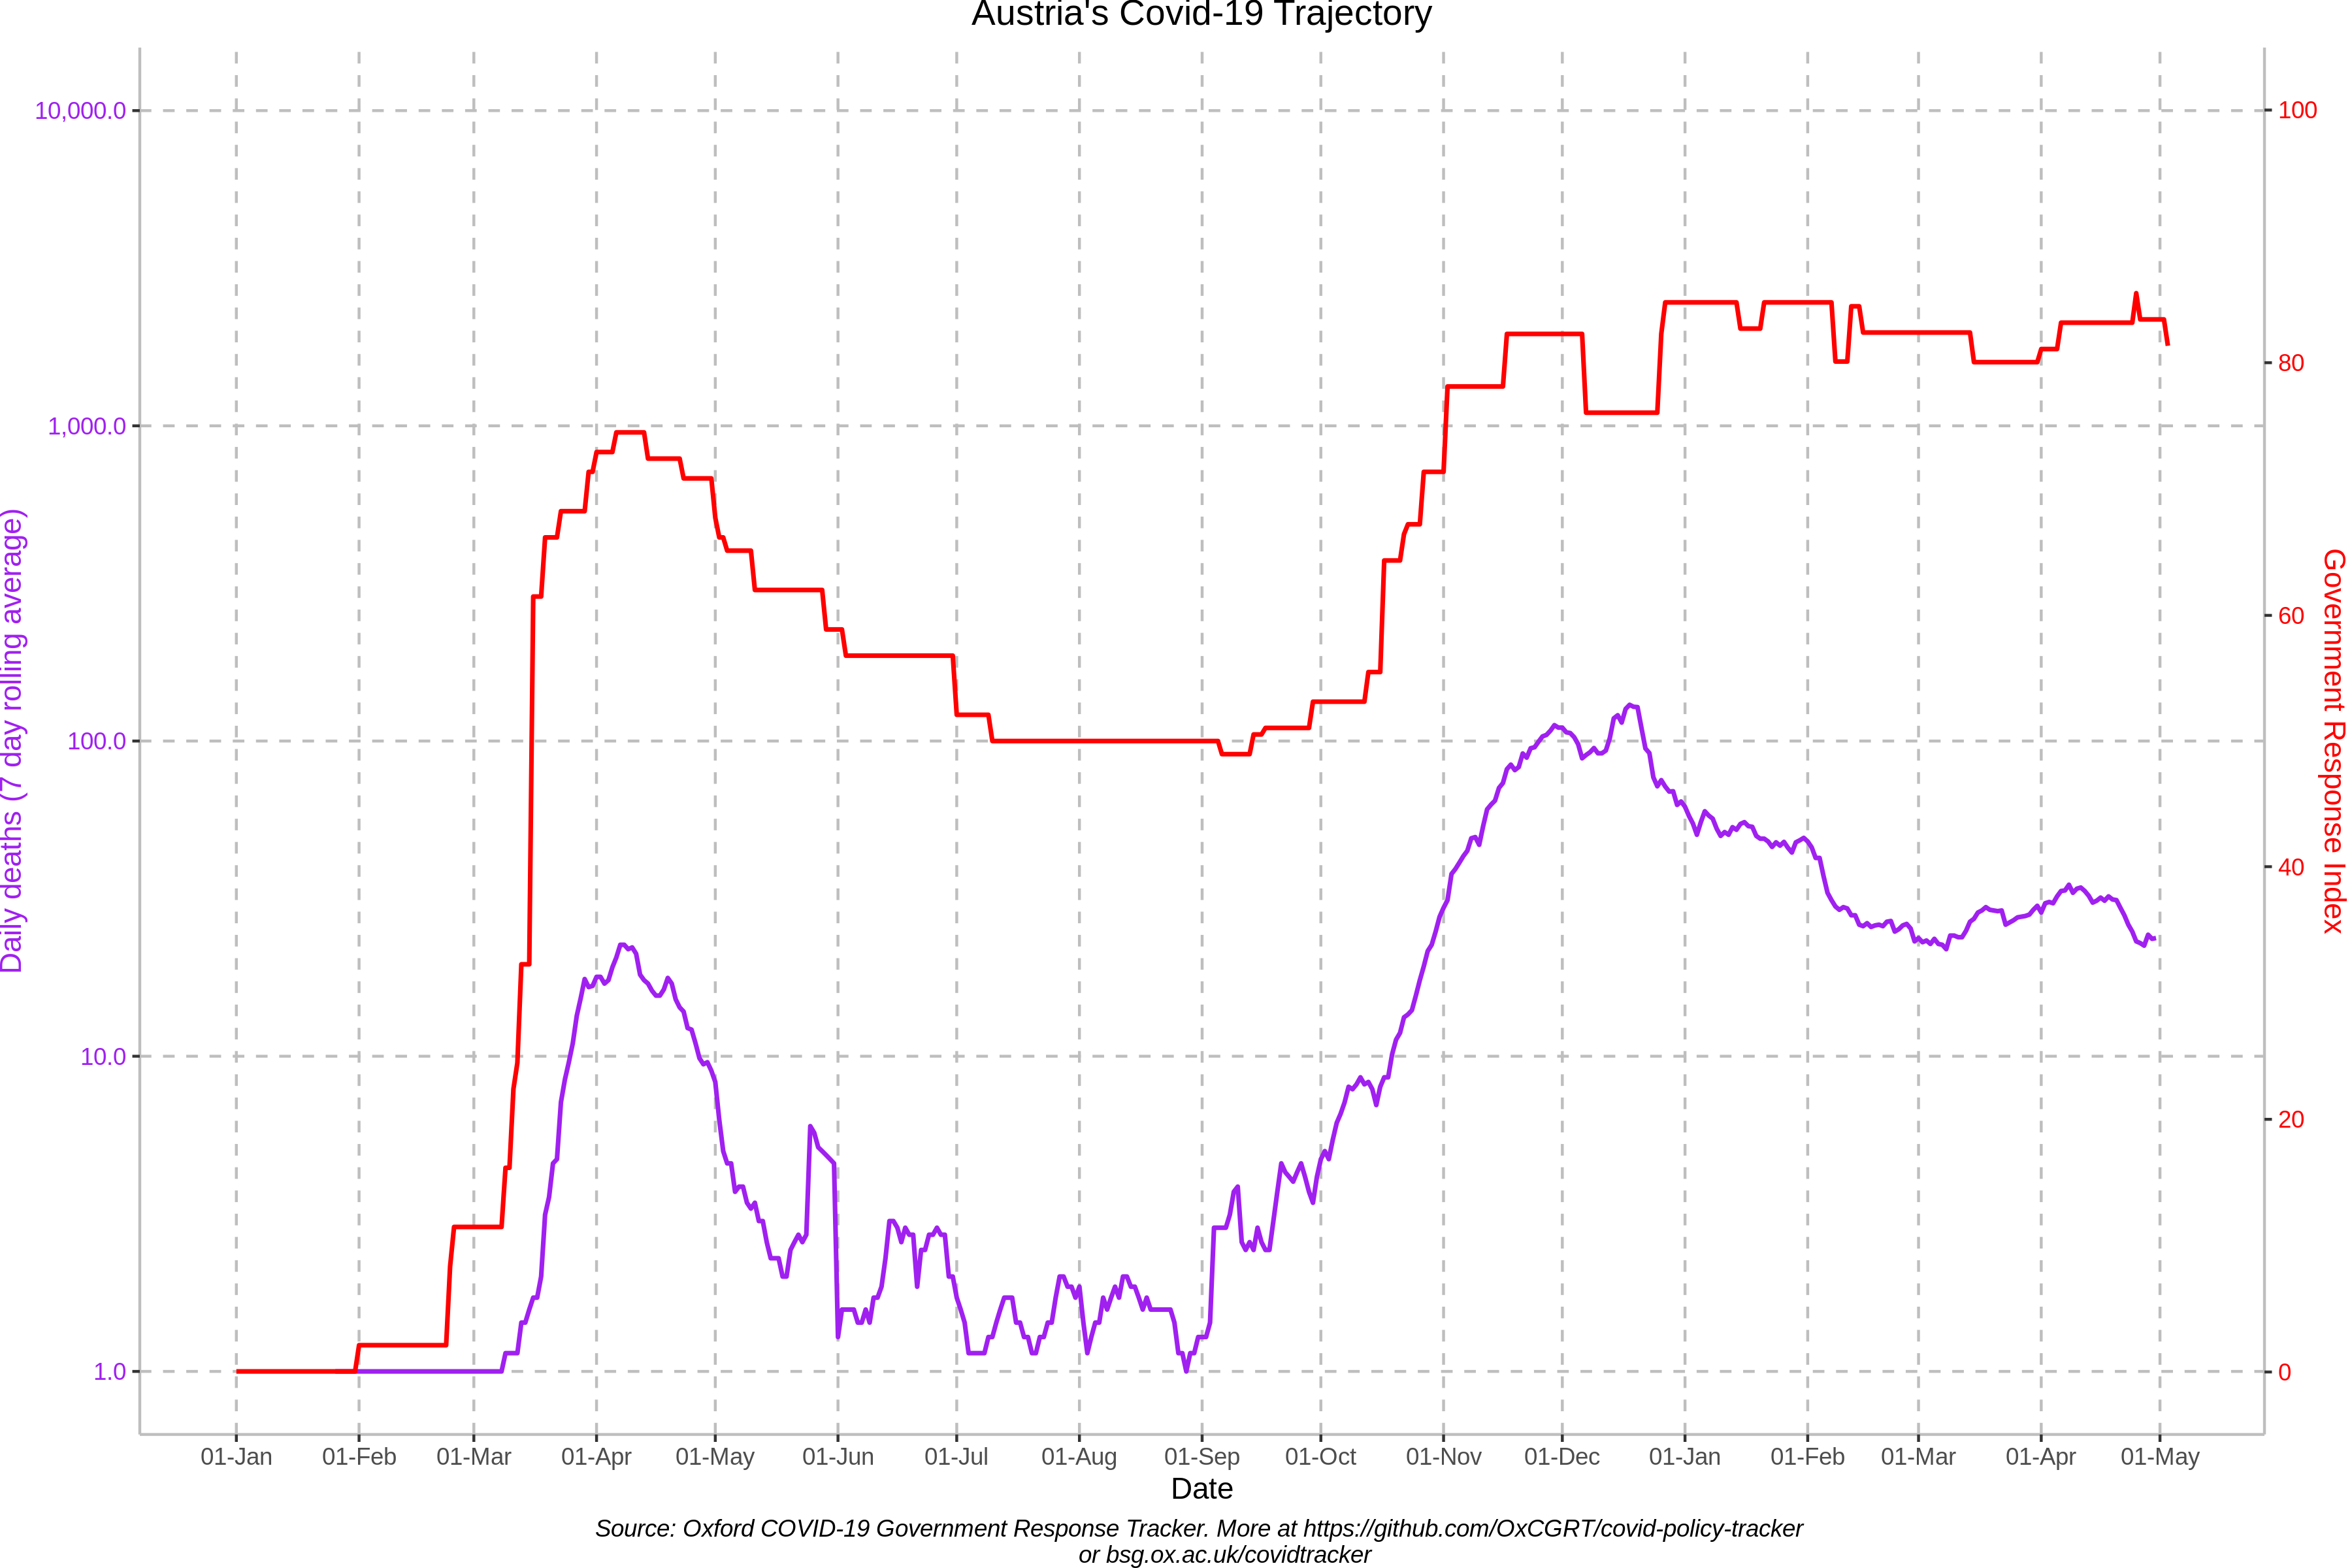 Austria's Covid-19 Trajectory
10,000.0
1,000.0
100.0
10.0
1.0
Daily deaths (7 day rolling average)
100
80
60
40
20
0
Government Response Index
01-Jan 01-Feb 01-Mar 01-Apr 01-May 01-Jun 01-Jul 01-Aug 01-Sep 01-Oct 01-Nov 01-Dec 01-Jan 01-Feb 01-Mar 01-Apr 01-May
Date
Source: Oxford COVID-19 Government Response Tracker. More at https://github.com/OxCGRT/covid-policy-tracker
or bsg.ox.ac.uk/covidtracker